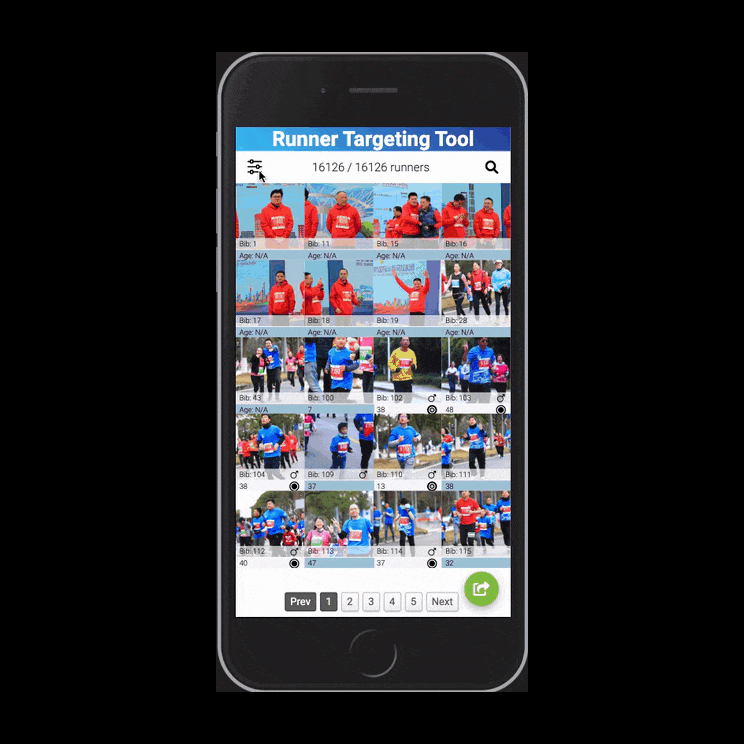 Runner Targeting Tool
16126 / 16126 runners
Bib: 1
Bib: 11
Bib: 15
Bib: 16
Age: N/A
Age: N/A
Age: N/A
Age: N/A
Bib: 17
Bib: 18
Bib: 19
Bib: 28
Age: N/A
Age: N/A
Age: N/A
Age: N/A
Bib: 43
Bib: 100
Bib: 102
Bib: 103
Age: N/A
7
38
48
Bib: 104
Bib: 109
Bib: 110
Bib: 111
38
37
13
38
Bib: 112
Bib: 113
Bib: 114
Bib: 115
40
47
37
32
Prev
1
2
3
4
5
Next